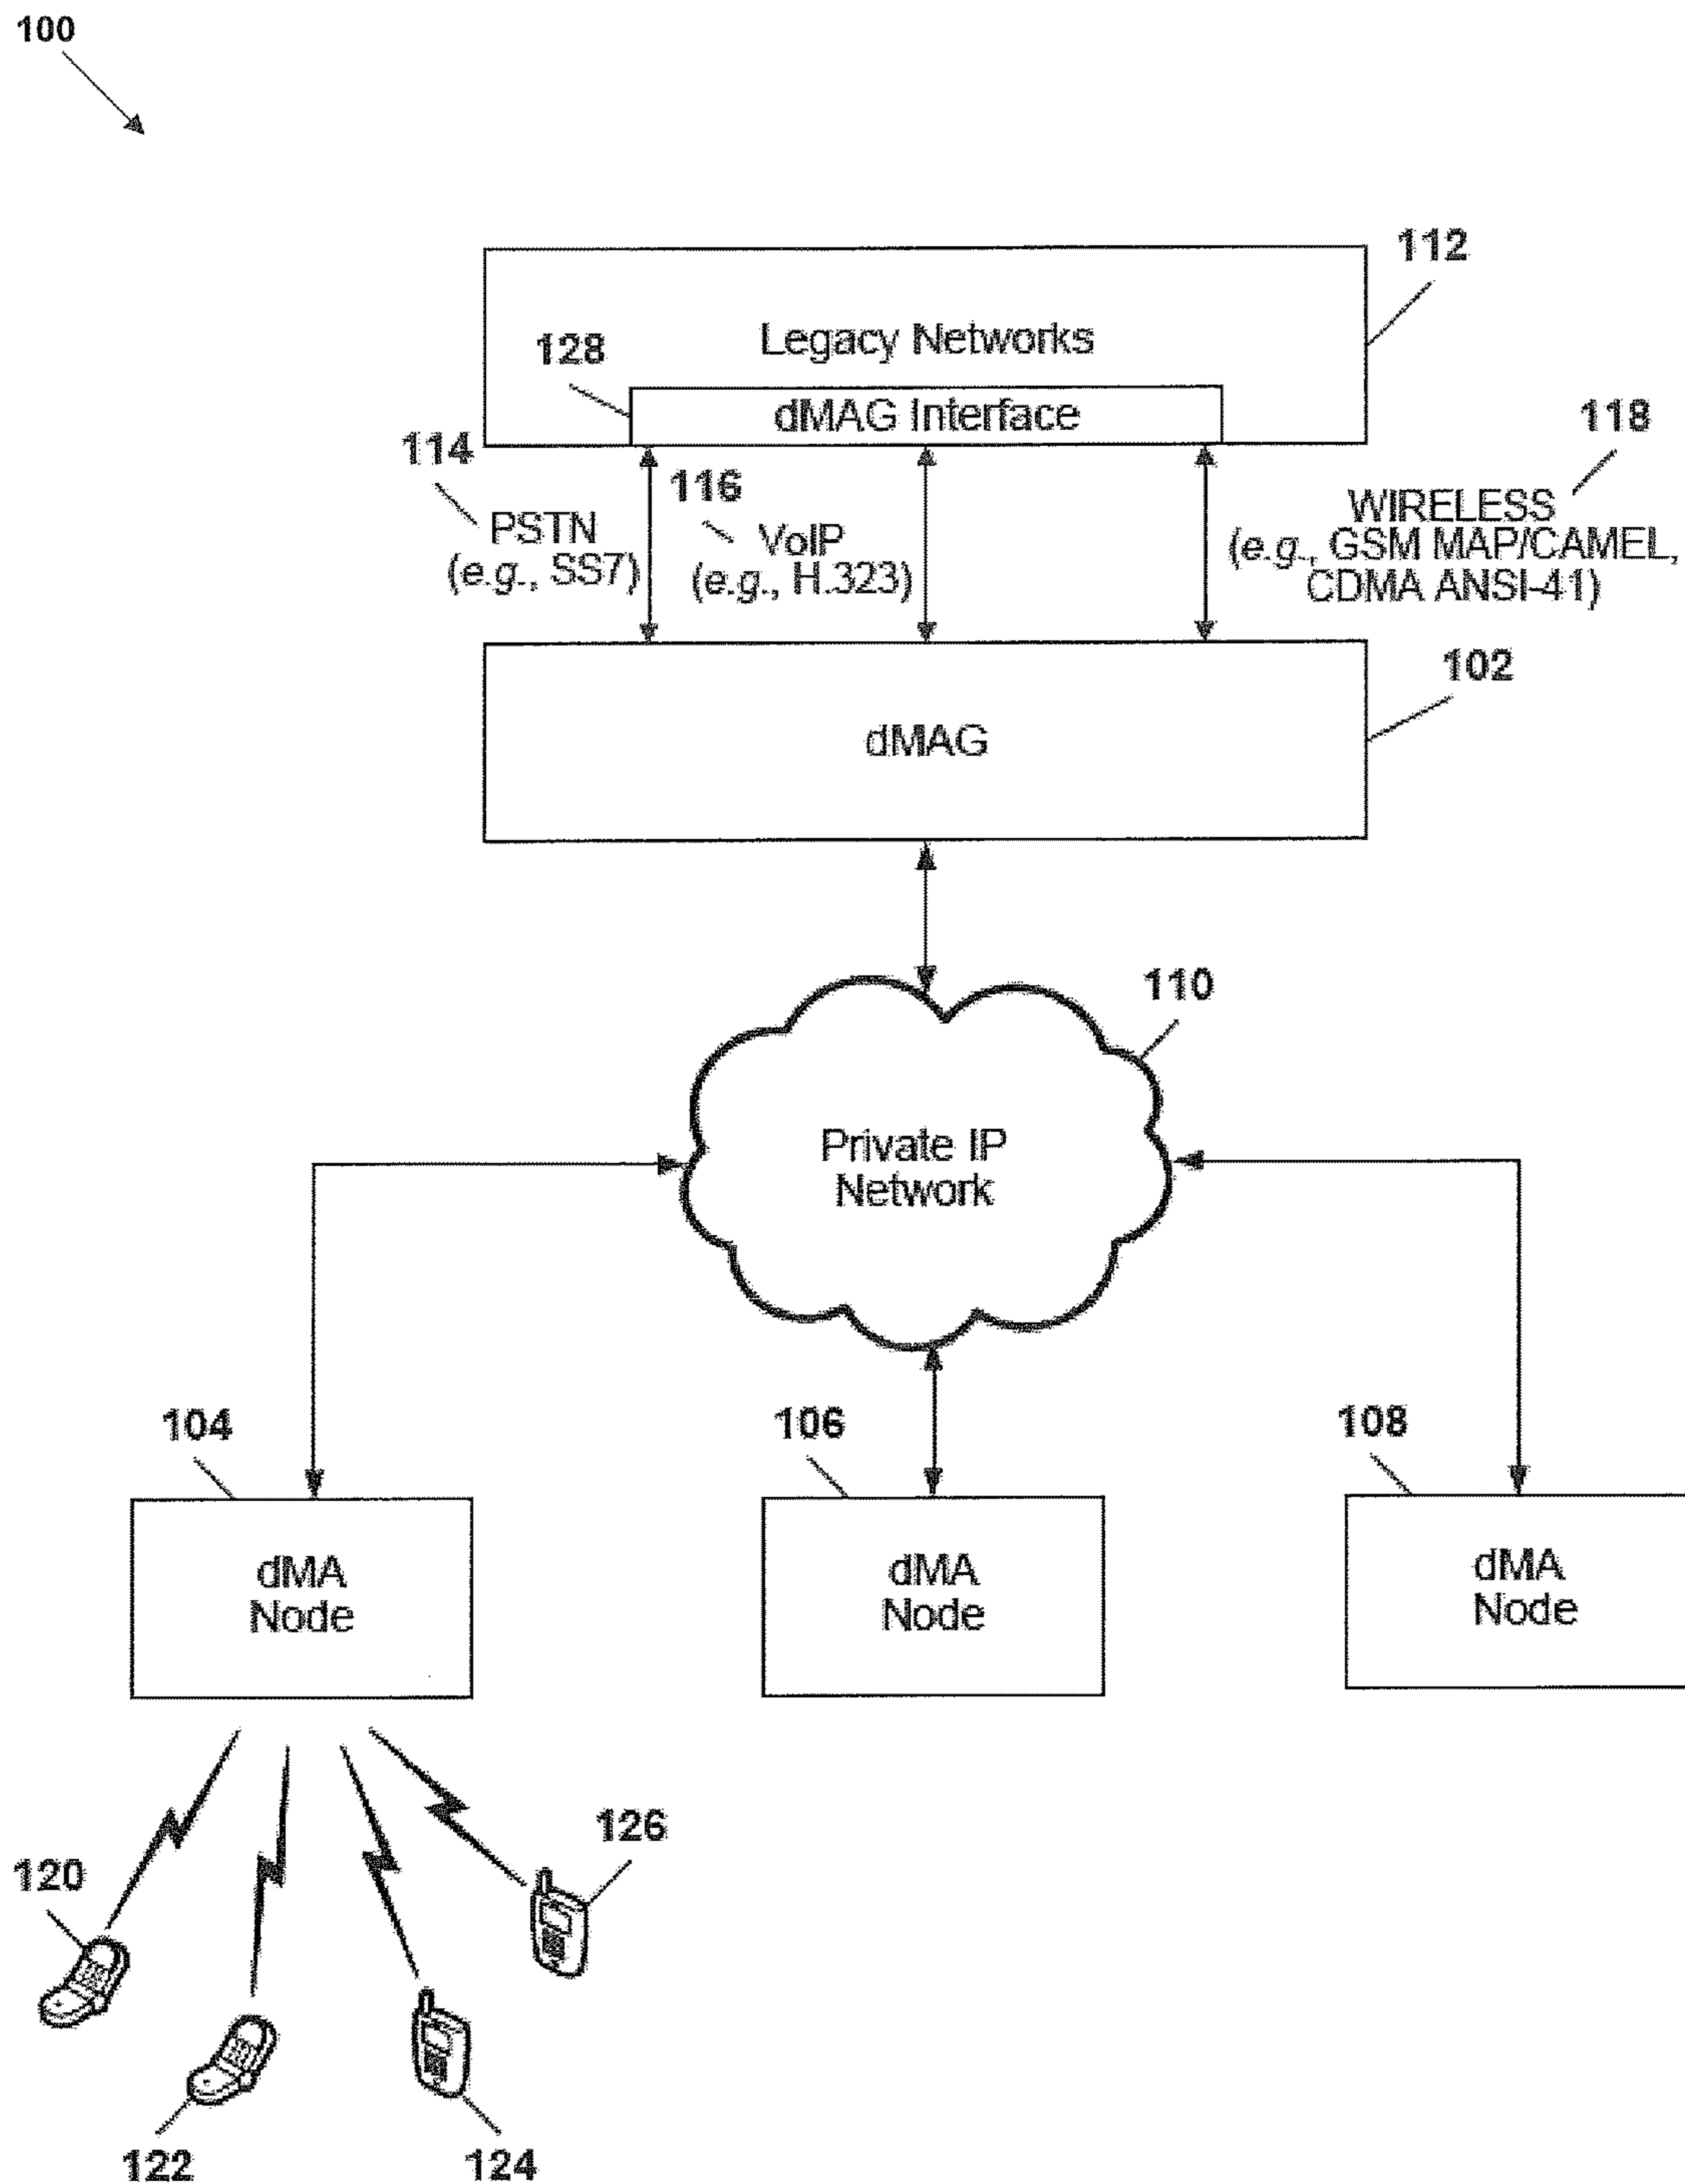 100
112
Legacy Networks
128
dMAG Interface
118
114
116
PSTN
(e.g., SS7)
VoIP
(e.g., H.323)
WIRELESS
(e.g., GSM MAP/CAMEL,
CDMA ANSI-41)
102
dMAG
110
Private IP
Network
104
106
108
dMA
Node
dMA
Node
dMA
Node
126
120
122
124